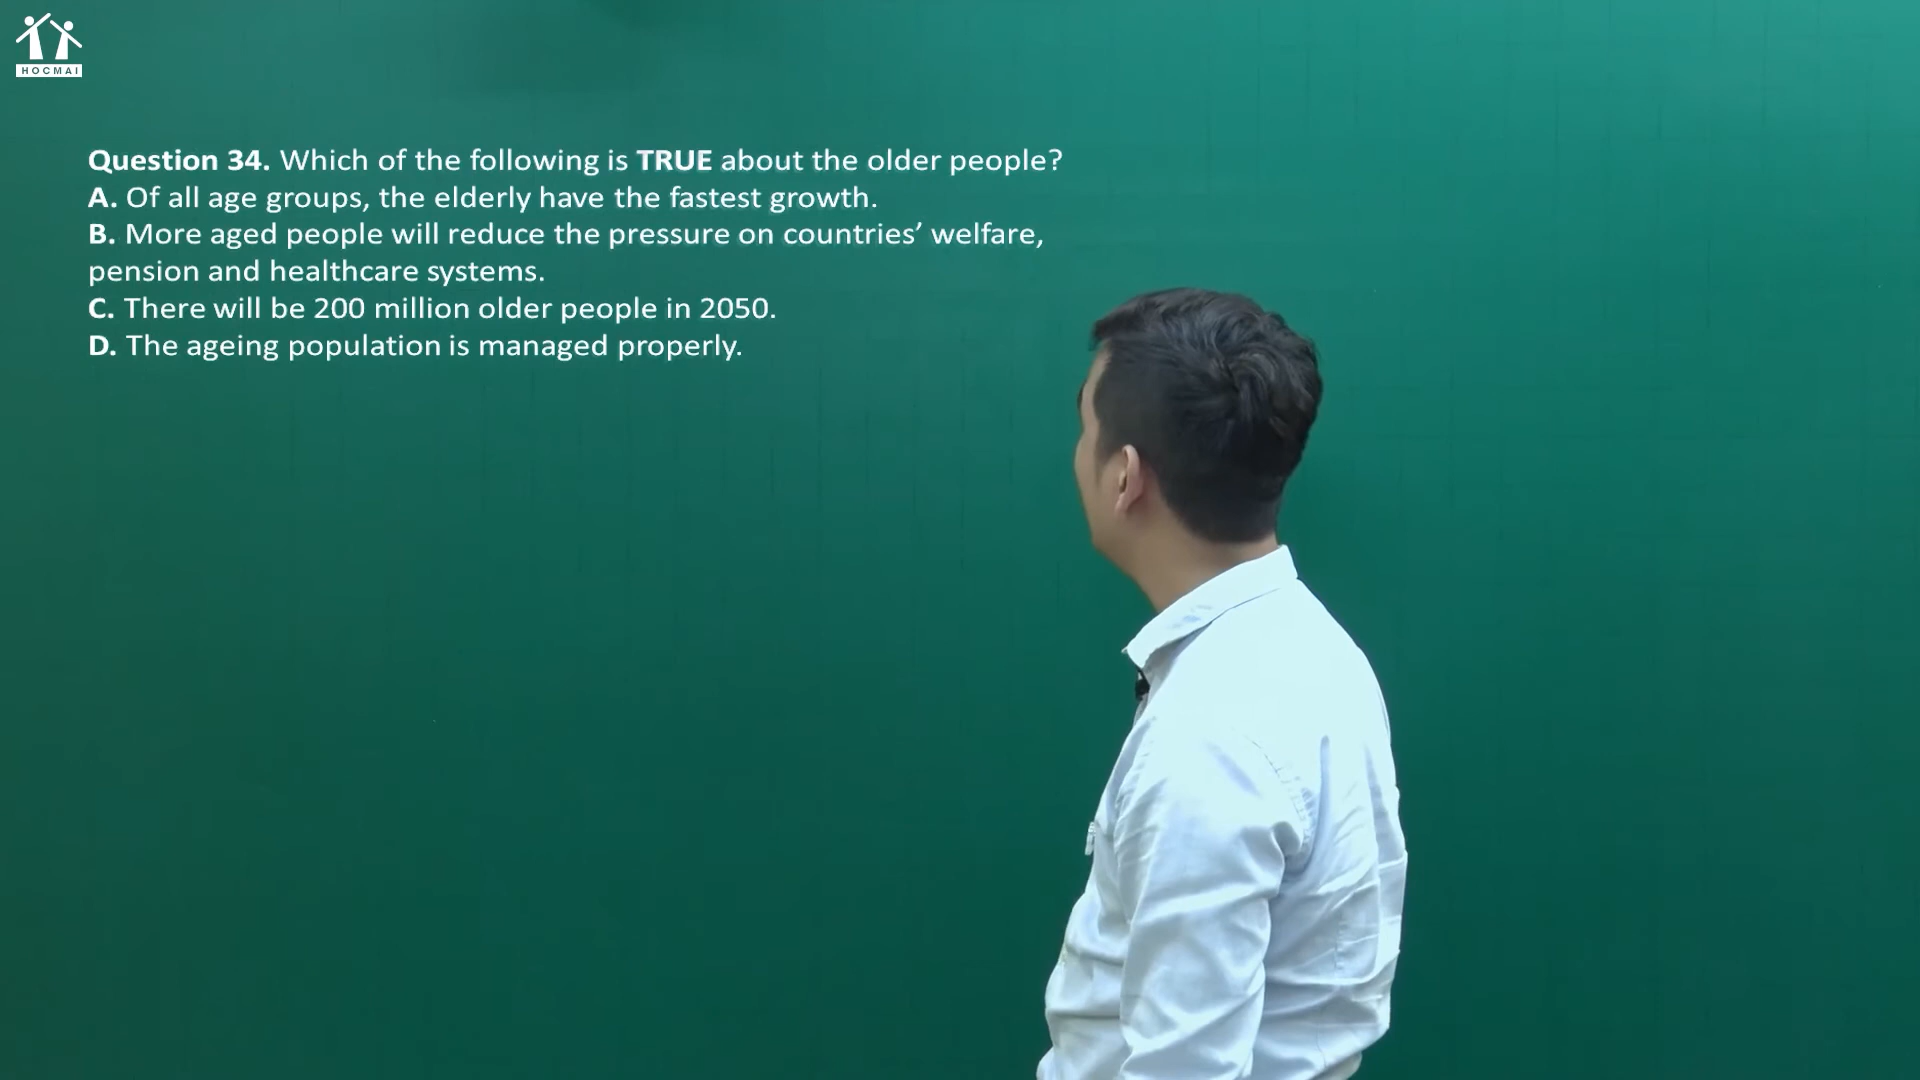 HOCMAI
Question 34. Which of the following is TRUE about the older people?
A. Of all age groups, the elderly have the fastest growth.
B. More aged people will reduce the pressure on countries’ welfare,
pension and healthcare systems.
C. There will be 200 million older people in 2050.
D. The ageing population is managed properly.